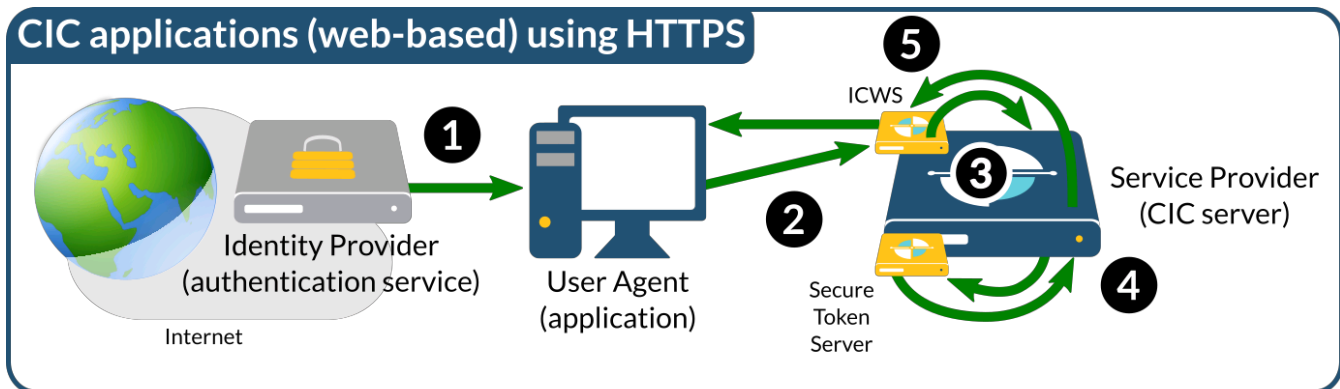 CIC applications (web-based) using HTTPS
1
2
3
4
5
ICWS
Identity Provider
(authentication service)
Internet
User Agent
(application)
Secure
Token
Server
Service Provider
(CIC server)